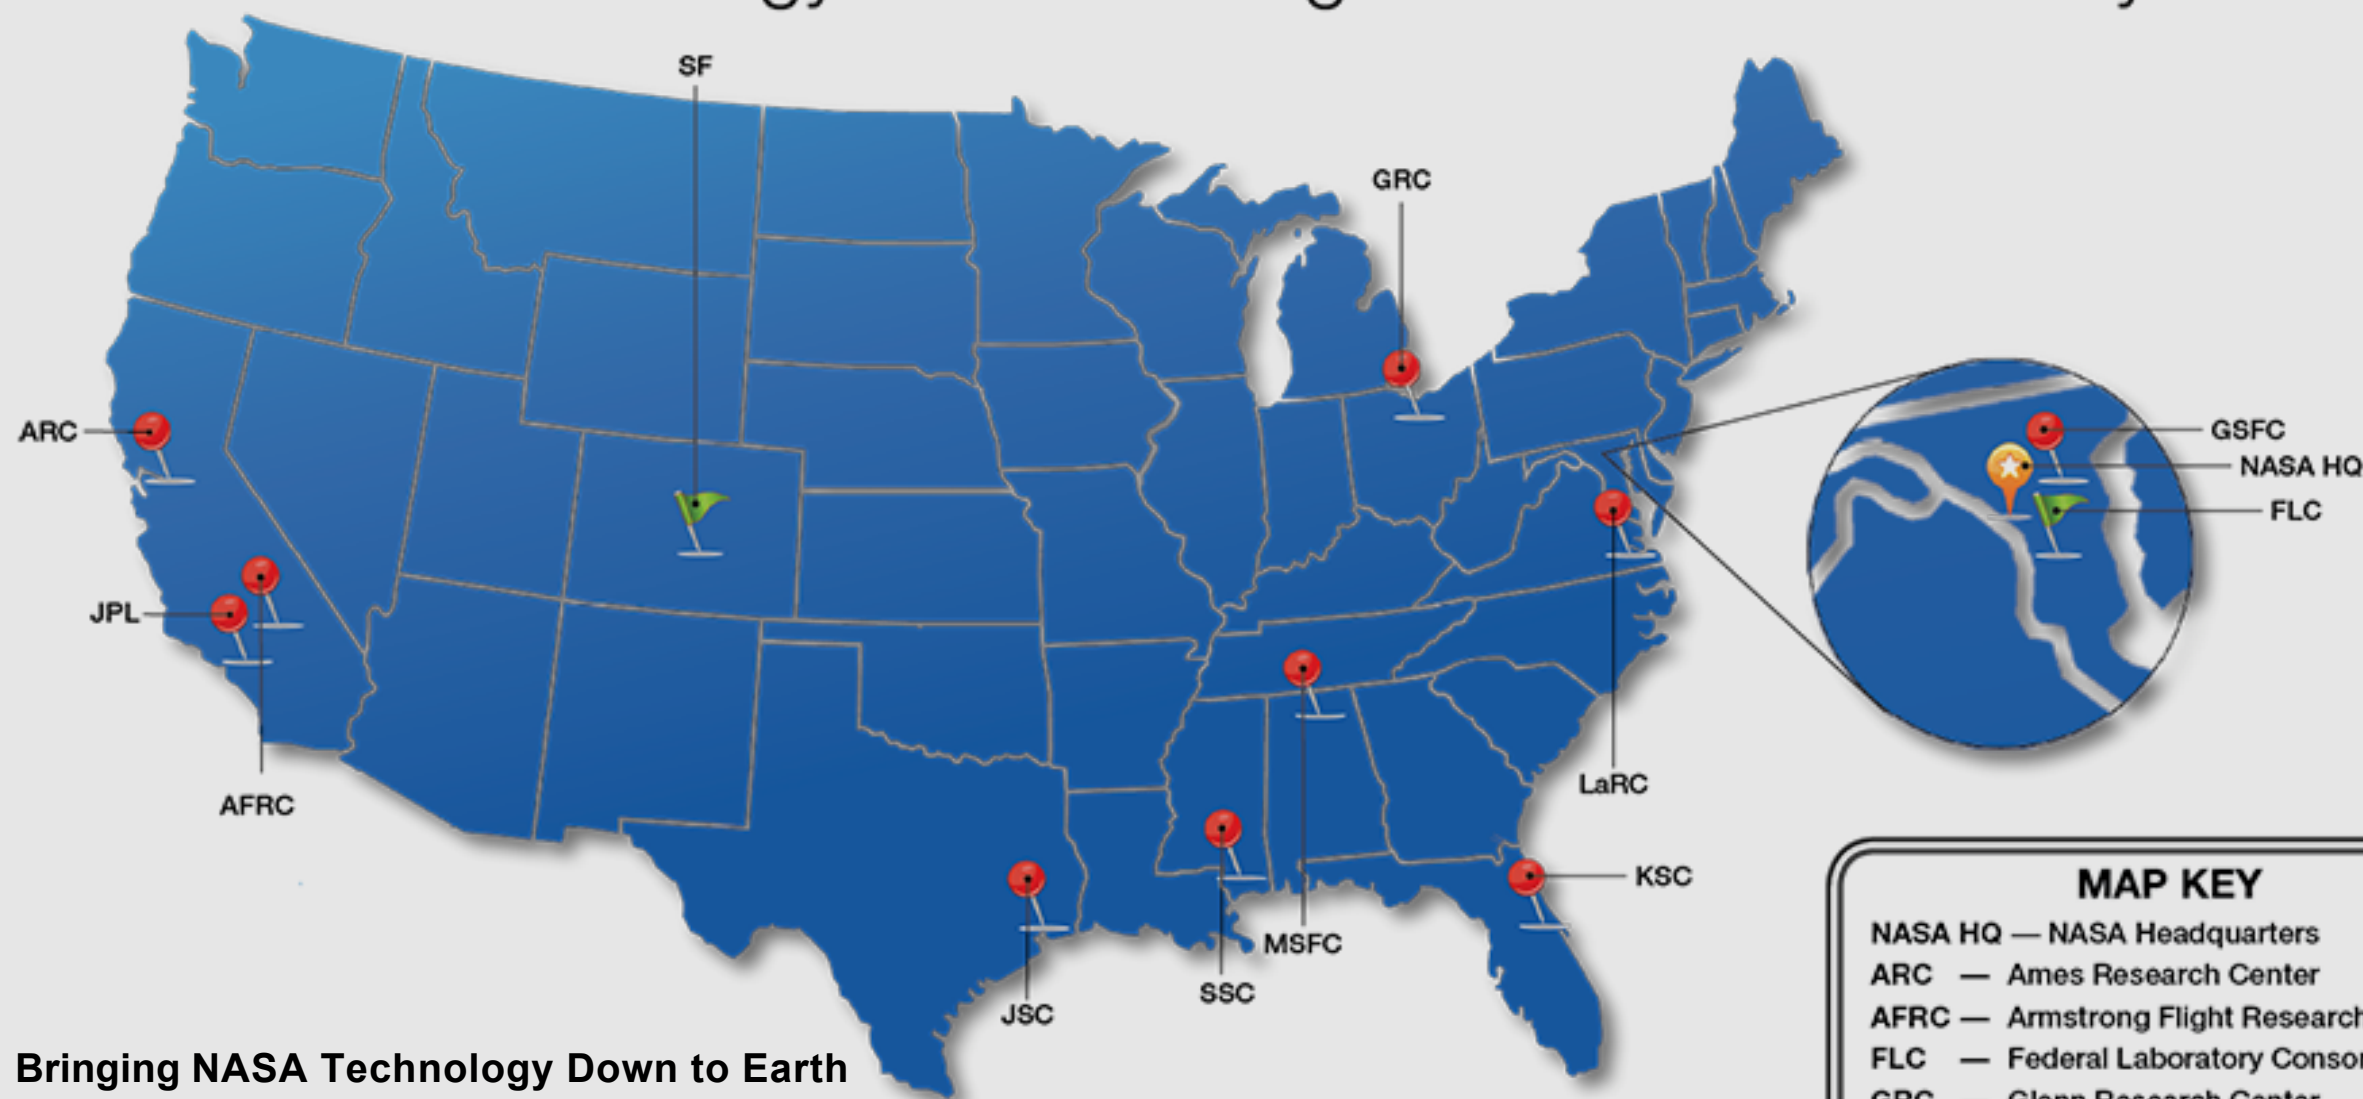 SF
GRC
ARC
GSFC
NASA HQ
FLC
JPL
AFRC
LaRC
KSC
MSFC
SSC
JSC
MAP KEY
NASA HQ — NASA Headquarters
ARC — Ames Research Center
AFRC — Armstrong Flight Research
FLC — Federal Laboratory
Bringing NASA Technology Down to Earth